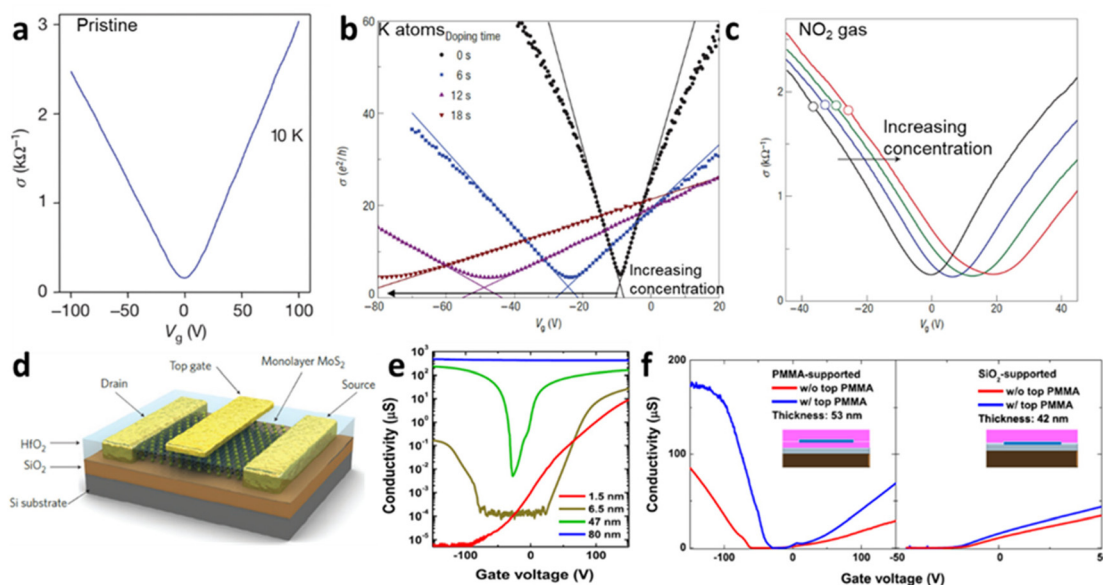 a
Pristine
3
2
1
0
σ (kΩ⁻¹)
10 K
−100 −50 0 50 100
Vg (V)
b
K atoms
Doping time
0 s
6 s
12 s
18 s
60
40
20
σ (e²/h)
Increasing
concentration
−80 −60 −40 −20 0 20
Vg (V)
c
NO₂ gas
2
1
0
σ (kΩ⁻¹)
Increasing
concentration
−40 −20 0 20 40
Vg (V)
d
Drain
Top gate
Monolayer MoS₂
Source
HfO₂
SiO₂
Si substrate
e
10³
10²
10¹
10⁰
10⁻¹
10⁻²
10⁻³
10⁻⁴
10⁻⁵
Conductivity (μS)
1.5 nm
6.5 nm
47 nm
80 nm
-100 0 100
Gate voltage (V)
f
200
100
0
Conductivity (μS)
PMMA-supported
w/o top PMMA
w/ top PMMA
Thickness: 53 nm
SiO₂-supported
w/o top PMMA
w/ top PMMA
Thickness: 42 nm
-100 0 -50 0 5
Gate voltage (V)